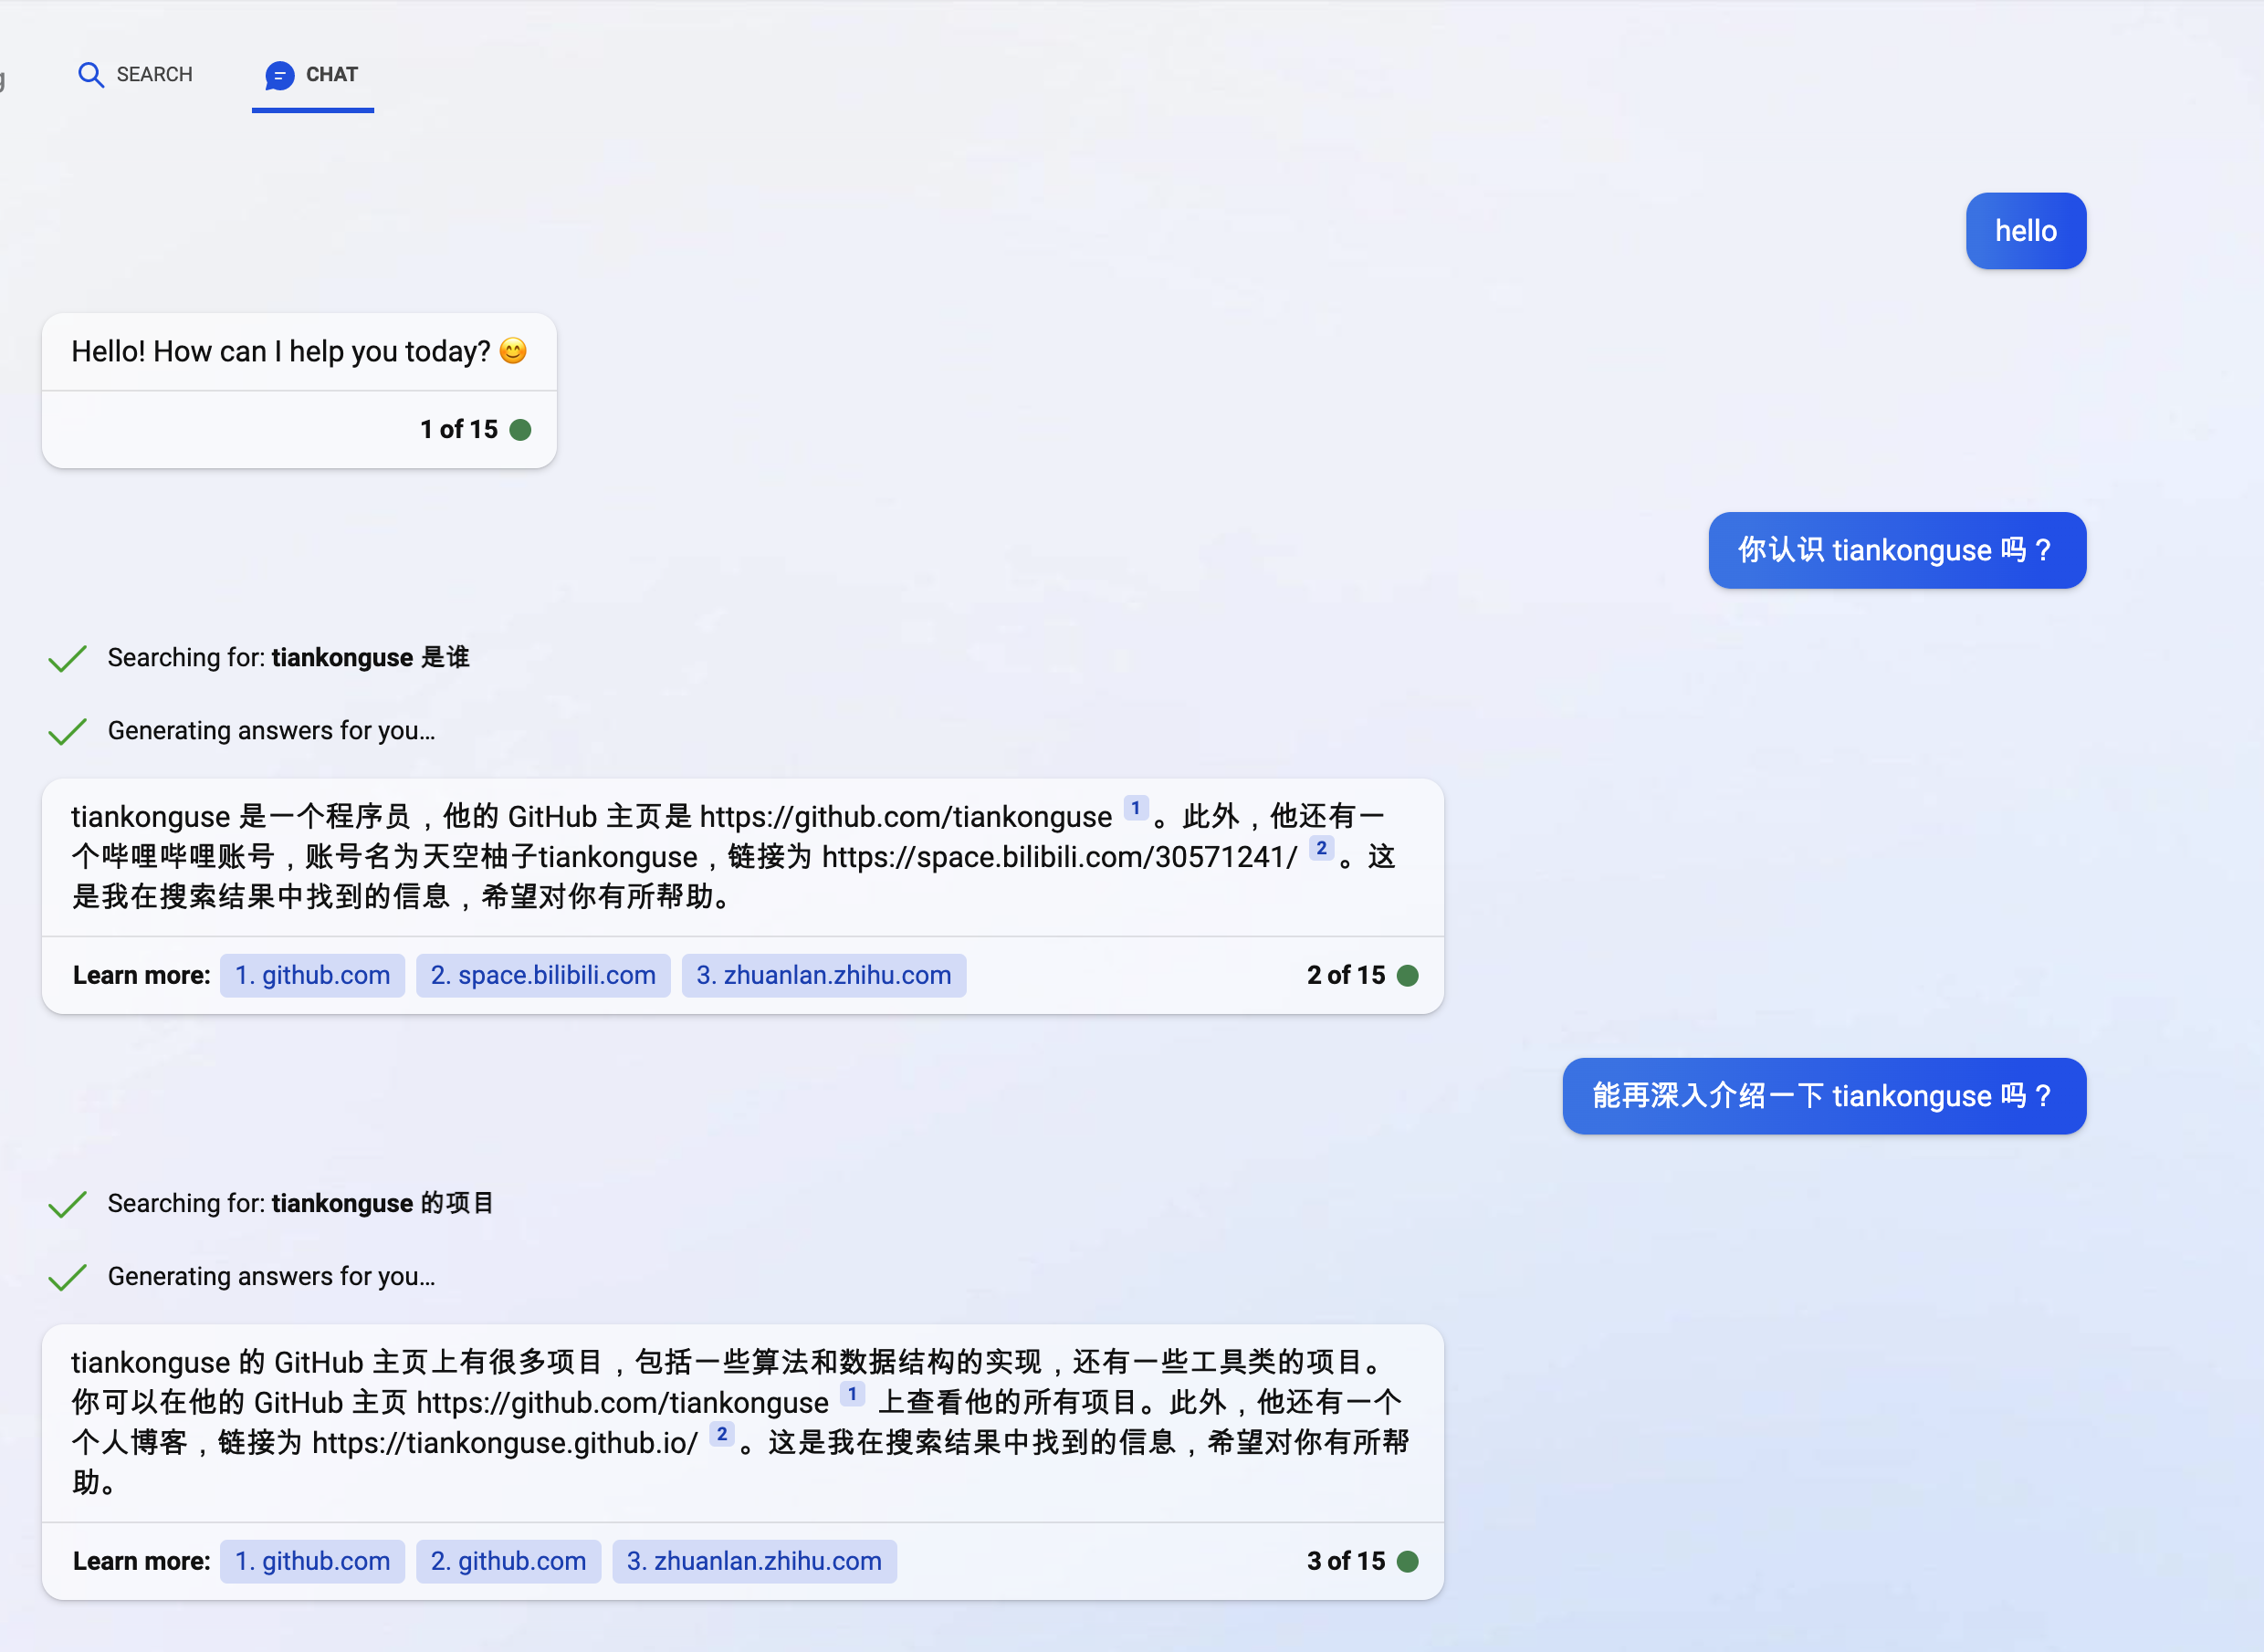 SEARCH
CHAT
hello
Hello! How can I help you today? 😊
1 of 15
你认识 tiankonguse 吗？
Searching for: tiankonguse 是谁
Generating answers for you…
tiankonguse 是一个程序员，他的 GitHub 主页是 https://github.com/tiankonguse 1 。此外，他还有一
个哔哩哔哩账号，账号名为天空柚子tiankonguse，链接为 https://space.bilibili.com/30571241/ 2 。这
是我在搜索结果中找到的信息，希望对你有所帮助。
Learn more: 1. github.com 2. space.bilibili.com 3. zhuanlan.zhihu.com 2 of 15
能再深入介绍一下 tiankonguse 吗？
Searching for: tiankonguse 的项目
Generating answers for you…
tiankonguse 的 GitHub 主页上有很多项目，包括一些算法和数据结构的实现，还有一些工具类的项目。
你可以在他的 GitHub 主页 https://github.com/tiankonguse 1 上查看他的所有项目。此外，他还有一个
个人博客，链接为 https://tiankonguse.github.io/ 2 。这是我在搜索结果中找到的信息，希望对你有所帮
助。
Learn more: 1. github.com 2. github.com 3. zhuanlan.zhihu.com 3 of 15